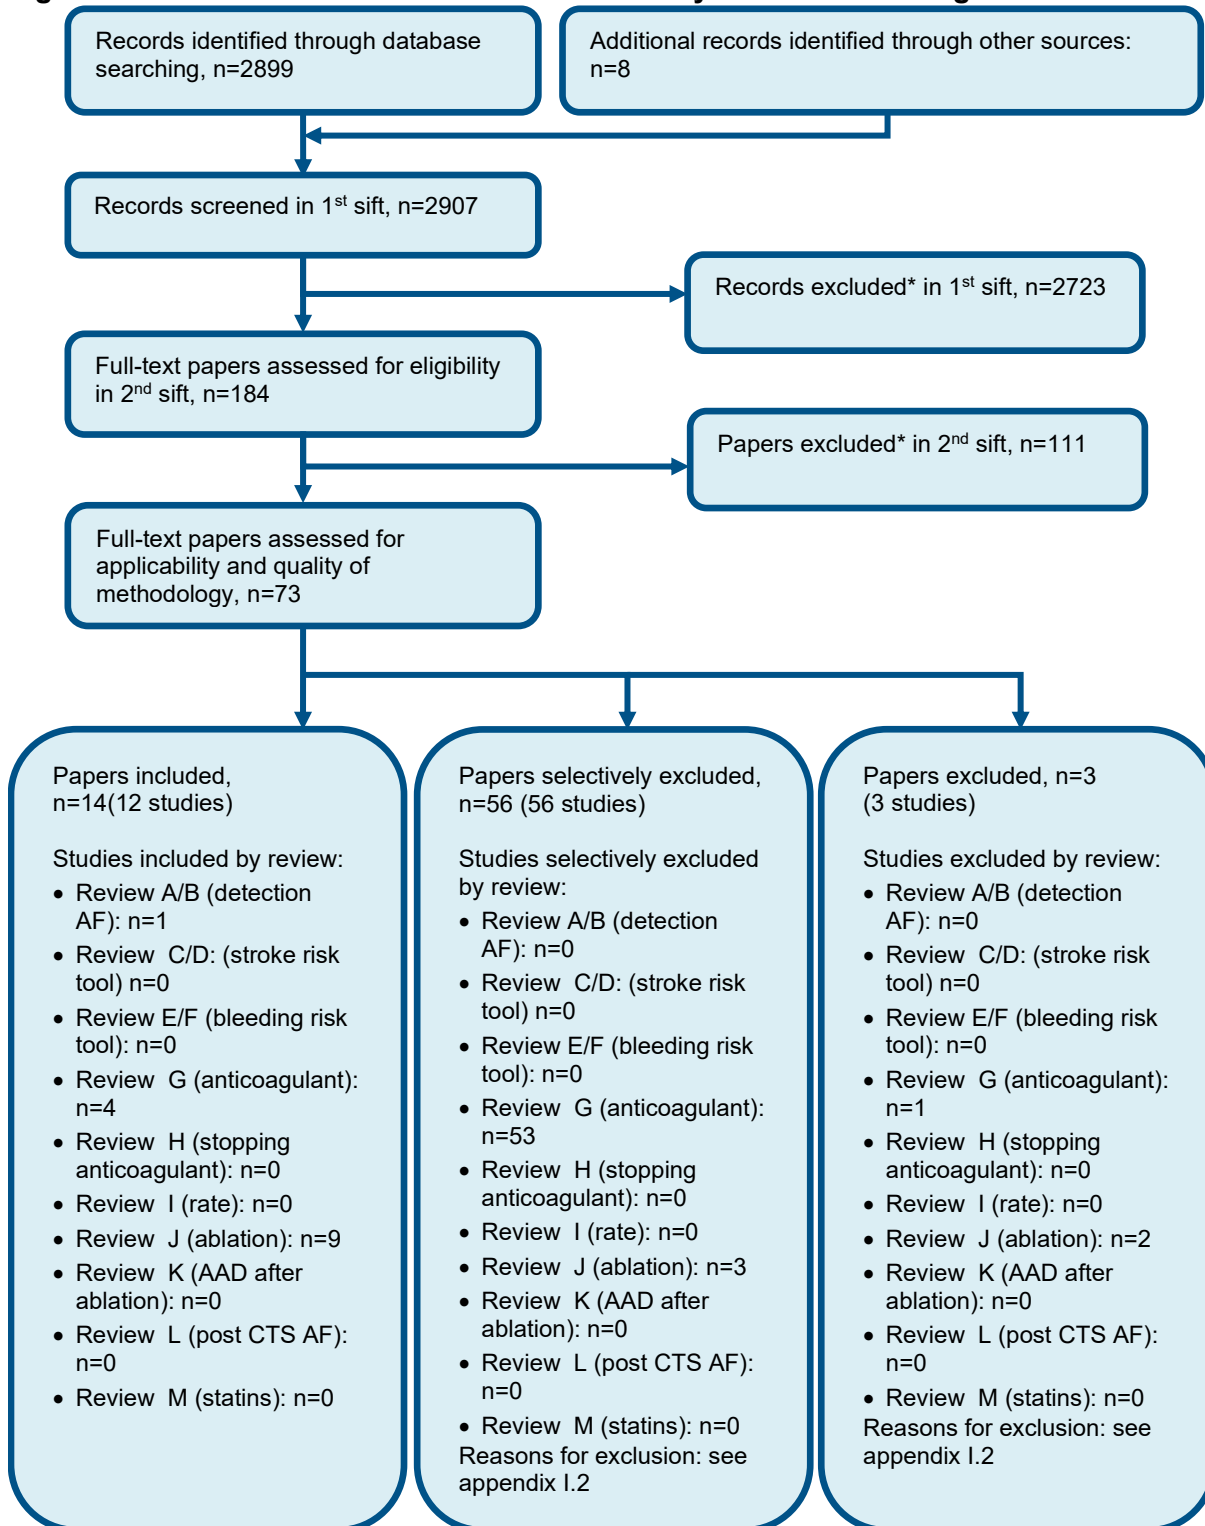 Records identified through database
searching, n=2899
Additional records identified through other sources:
n=8
Records screened in 1st sift, n=2907
Records excluded* in 1st sift, n=2723
Full-text papers assessed for eligibility
in 2nd sift, n=184
Papers excluded* in 2nd sift, n=111
Full-text papers assessed for
applicability and quality of
methodology, n=73
Papers included,
n=14(12 studies)
Studies included by review:
• Review A/B (detection
AF): n=1
• Review C/D: (stroke risk
tool) n=0
• Review E/F (bleeding risk
tool): n=0
• Review G (anticoagulant):
n=4
• Review H (stopping
anticoagulant): n=0
• Review I (rate): n=0
• Review J (ablation): n=9
• Review K (AAD after
ablation): n=0
• Review L (post CTS AF):
n=0
• Review M (statins): n=0
Papers selectively excluded,
n=56 (56 studies)
Studies selectively excluded
by review:
• Review A/B (detection
AF): n=0
• Review C/D: (stroke risk
tool) n=0
• Review E/F (bleeding risk
tool): n=0
• Review G (anticoagulant):
n=53
• Review H (stopping
anticoagulant): n=0
• Review I (rate): n=0
• Review J (ablation): n=3
• Review K (AAD after
ablation): n=0
• Review L (post CTS AF):
n=0
• Review M (statins): n=0
Reasons for exclusion: see
appendix I.2
Papers excluded, n=3
(3 studies)
Studies excluded by review:
• Review A/B (detection
AF): n=0
• Review C/D: (stroke risk
tool) n=0
• Review E/F (bleeding risk
tool): n=0
• Review G (anticoagulant):
n=1
• Review H (stopping
anticoagulant): n=0
• Review I (rate): n=0
• Review J (ablation): n=2
• Review K (AAD after
ablation): n=0
• Review L (post CTS AF):
n=0
• Review M (statins): n=0
Reasons for exclusion: see
appendix I.2